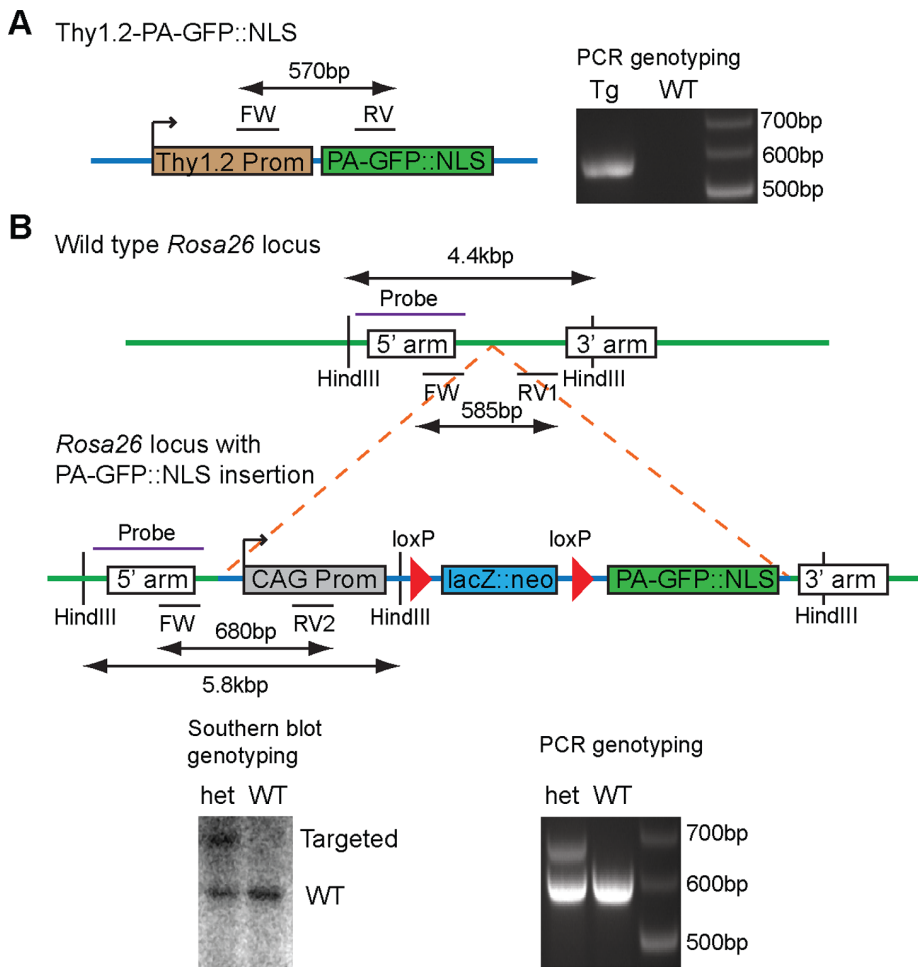 A
Thy1.2-PA-GFP::NLS
570bp
FW
RV
Thy1.2 Prom
PA-GFP::NLS
PCR genotyping
Tg
WT
700bp
600bp
500bp
B
Wild type Rosa26 locus
4.4kbp
Probe
5’ arm
3’ arm
HindIII
HindIII
FW
RV1
585bp
Rosa26 locus with
PA-GFP::NLS insertion
Probe
loxP
loxP
5’ arm
CAG Prom
lacZ::neo
PA-GFP::NLS
3’ arm
HindIII
HindIII
HindIII
FW
RV2
680bp
5.8kbp
Southern blot
genotyping
het WT
Targeted
WT
PCR genotyping
het WT
700bp
600bp
500bp